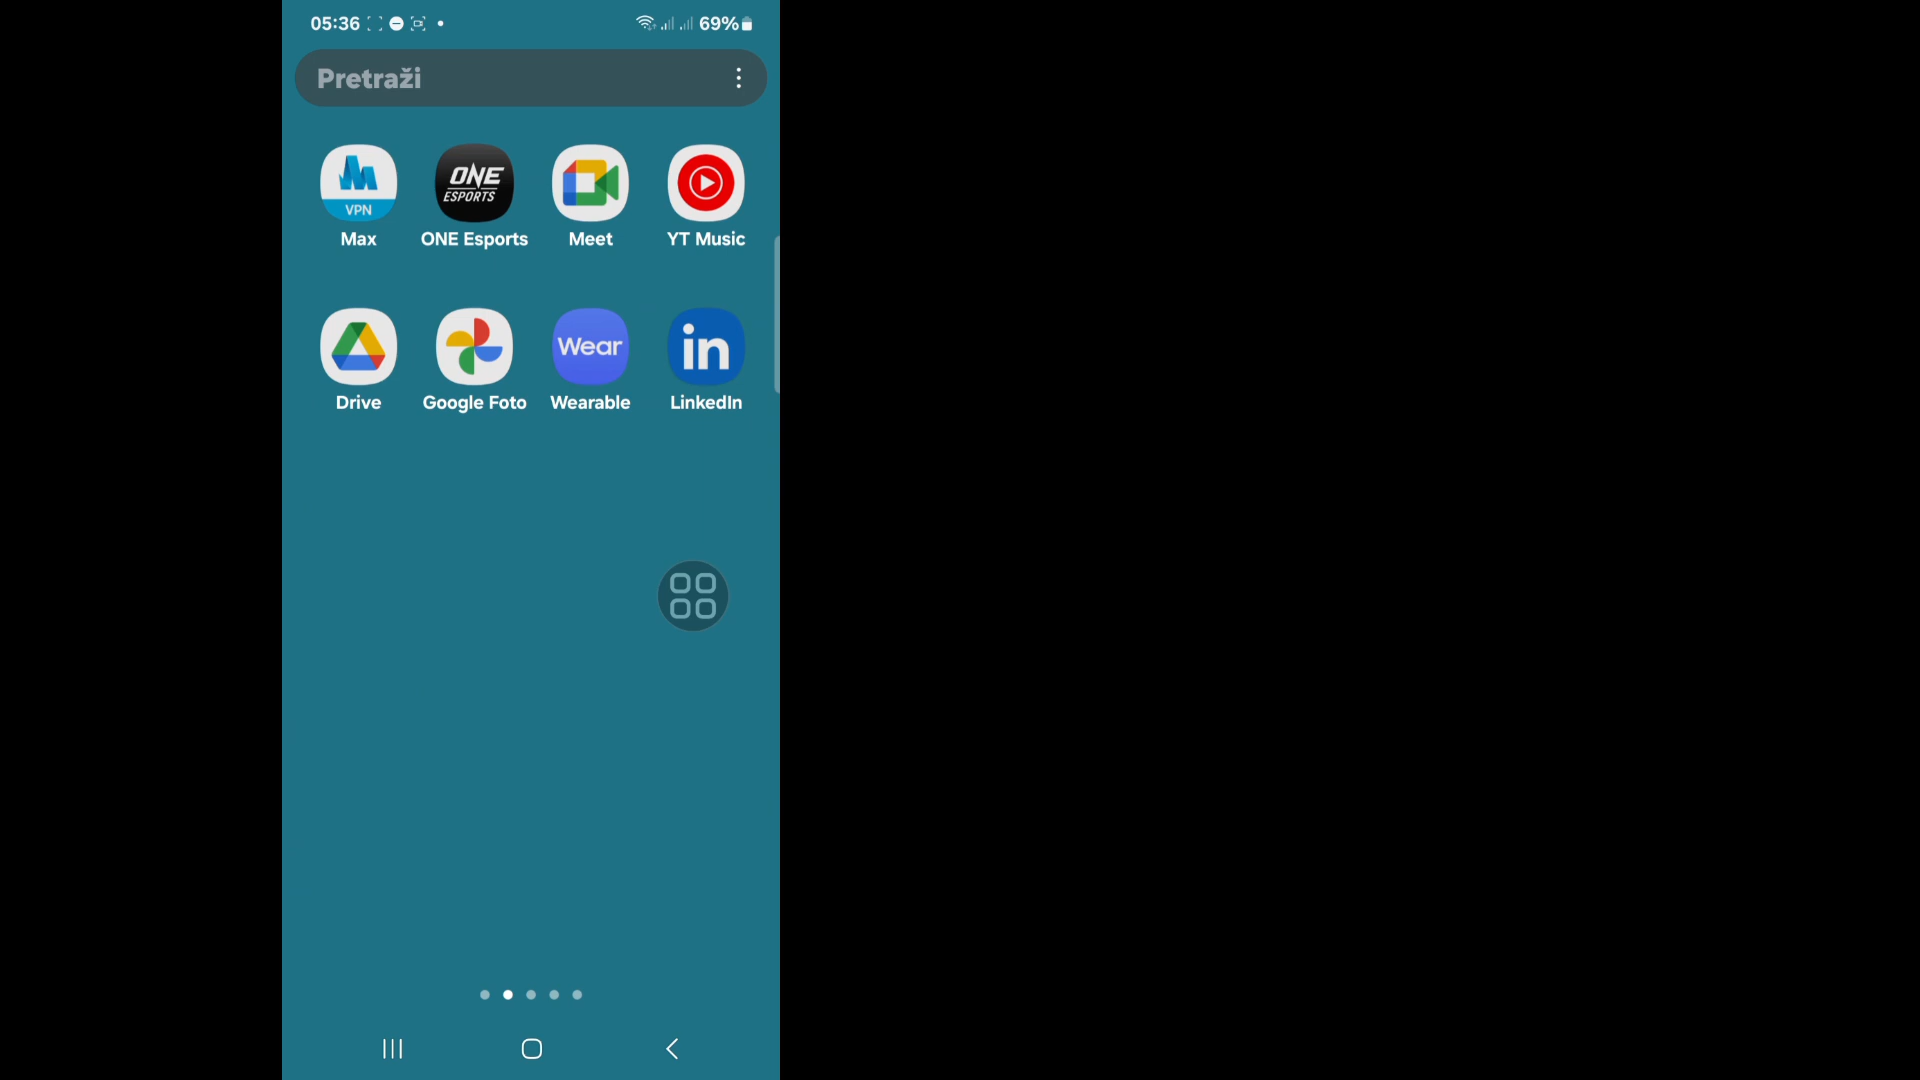 05:36 69%
Pretraži
VPN
ONE
ESPORTS
Max ONE Esports Meet YT Music
Wear
in
Drive Google Foto Wearable LinkedIn